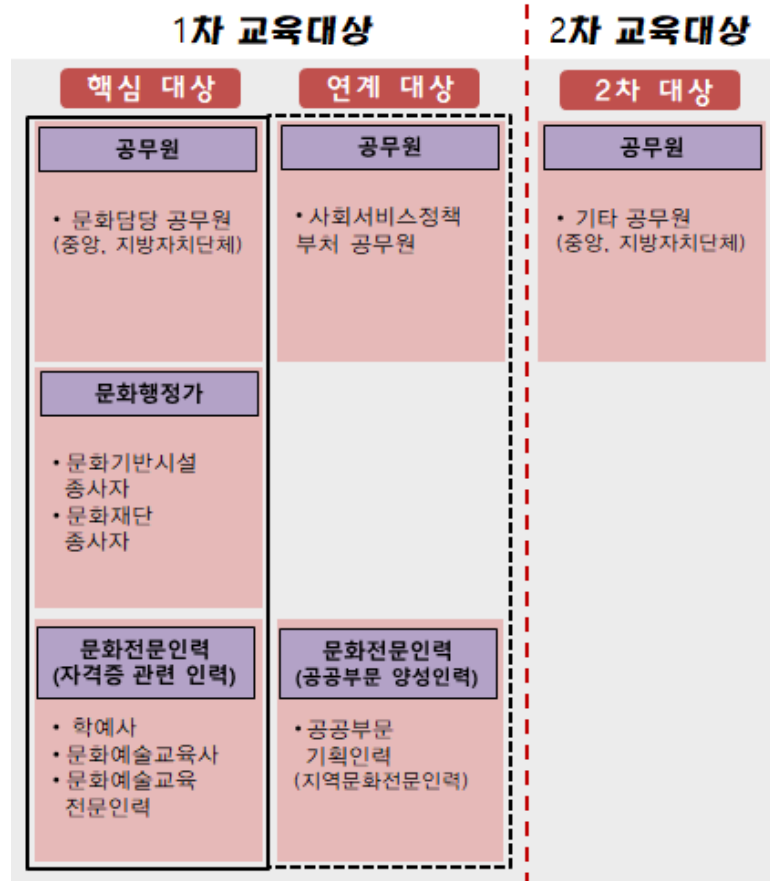 1차 교육대상
2차 교육대상
핵심 대상
연계 대상
2차 대상
공무원
• 문화담당 공무원
(중앙, 지방자치단체)
공무원
• 사회서비스정책
부처 공무원
공무원
• 기타 공무원
(중앙, 지방자치단체)
문화행정가
• 문화기반시설
종사자
• 문화재단
종사자
문화전문인력
(자격증 관련 인력)
• 학예사
• 문화예술교육사
• 문화예술교육
전문인력
문화전문인력
(공공부문 양성인력)
• 공공부문
기획인력
(지역문화전문인력)